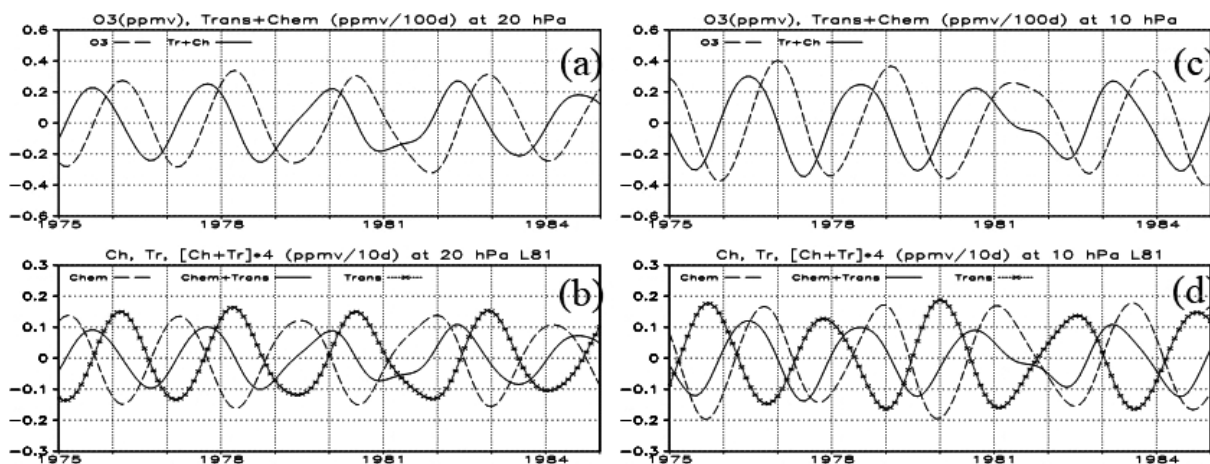 O3(ppmv), Trans+Chem (ppmv/100d) at 20 hPa
0.6
0.4
0.2
0
−0.2
−0.4
−0.6
O3
Tr+Ch
(a)
1975
1978
1981
1984
Ch, Tr, [Ch+Tr]*4 (ppmv/10d) at 20 hPa L81
0.3
0.2
0.1
0
−0.1
0.2
−0.3
Chem
Chem+Trans
Trans
(b)
1975
1978
1981
1984
O3(ppmv), Trans+Chem (ppmv/100d) at 10 hPa
0.6
0.4
0.2
0
−0.2
−0.4
−0.6
O3
Tr+Ch
(c)
1975
1978
1981
1984
Ch, Tr, [Ch+Tr]*4 (ppmv/10d) at 10 hPa L81
0.3
0.2
0.1
0
−0.1
0.2
−0.3
Chem
Chem+Trans
Trans
(d)
1975
1978
1981
1984